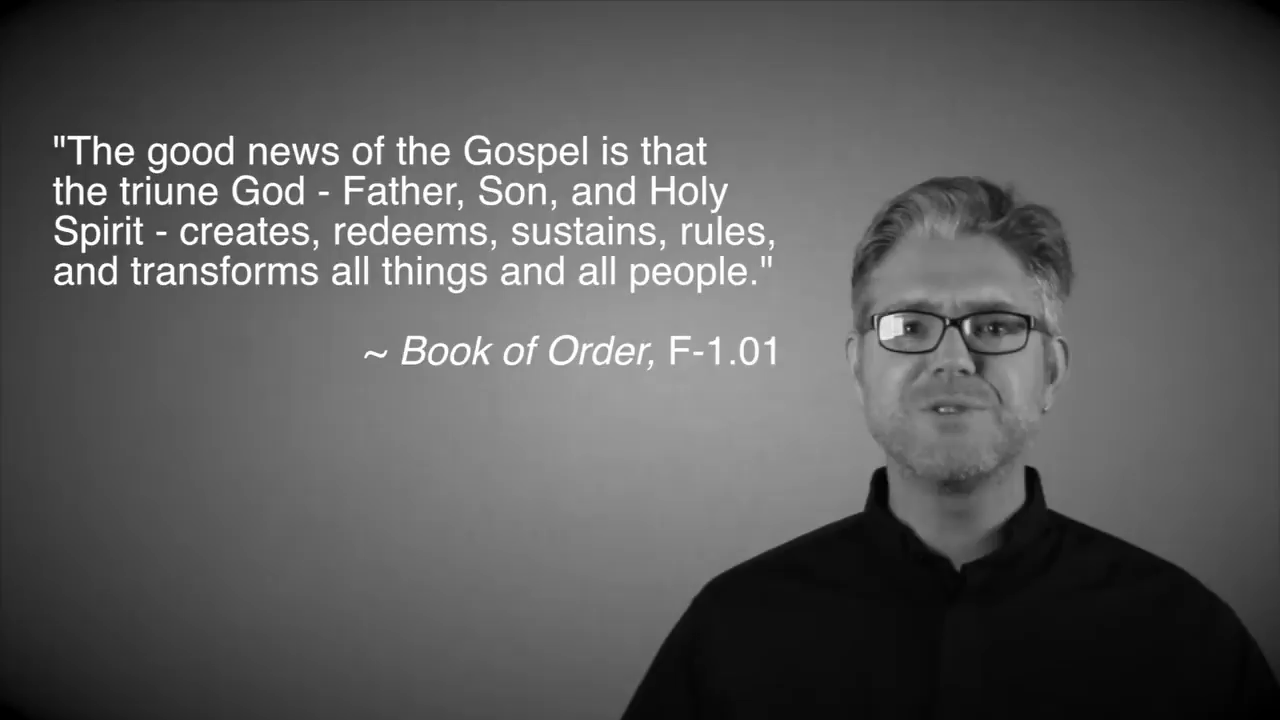 "The good news of the Gospel is that
the triune God - Father, Son, and Holy
Spirit - creates, redeems, sustains, rules,
and transforms all things and all people."
~ Book of Order, F-1.01